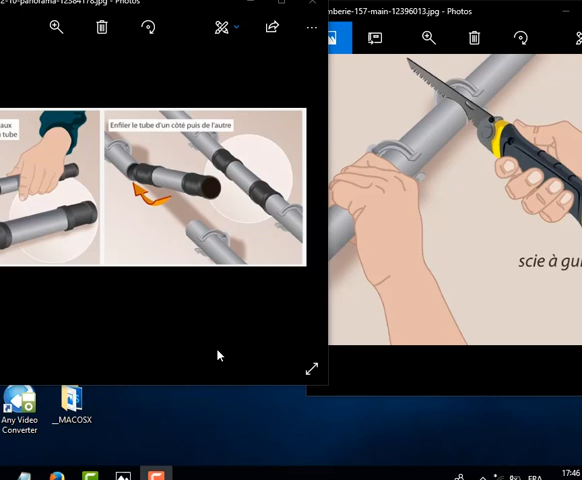 2-10-panorama-12384178.jpg - Photos
mberie-157-main-12396013.jpg - Photos
aux
tube
Enfiler le tube d'un côté puis de l'autre
scie à gui
Any Video
Converter
__MACOSX
FRA
17:46